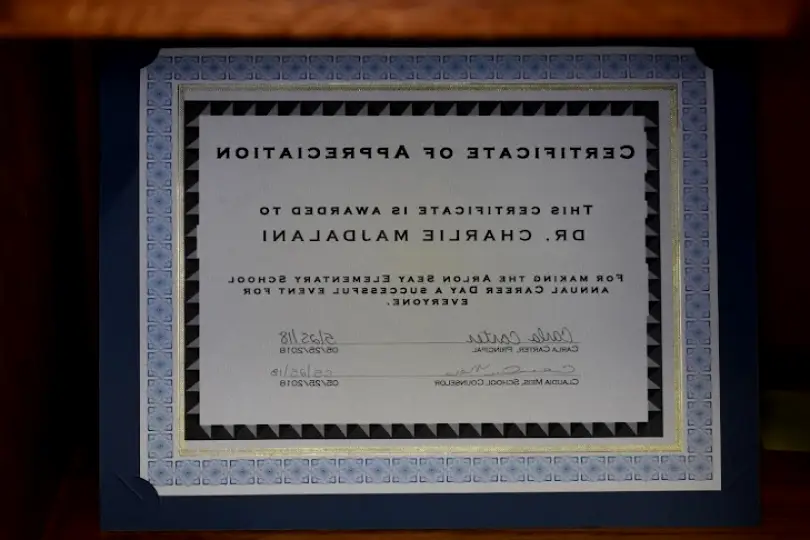 CERTIFICATE OF APPRECIATION
THIS CERTIFICATE IS AWARDED TO
DR. CHARLIE MAJDALANI
FOR MAKING THE ARLON SEAY ELEMENTARY SCHOOL
ANNUAL CAREER DAY A SUCCESSFUL EVENT FOR
EVERYONE.
Carla Carter 5/25/18
CARLA CARTER, PRINCIPAL 05/25/2018
05/25/18
CLAUDIA MEIS, SCHOOL COUNSELOR 05/25/2018